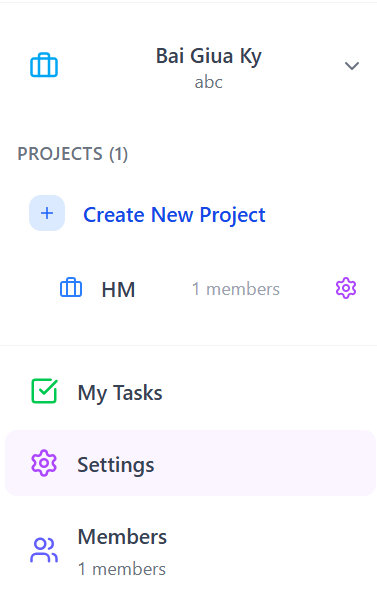 Bai Giua Ky
abc
PROJECTS (1)
+ Create New Project
HM 1 members
My Tasks
Settings
Members
1 members